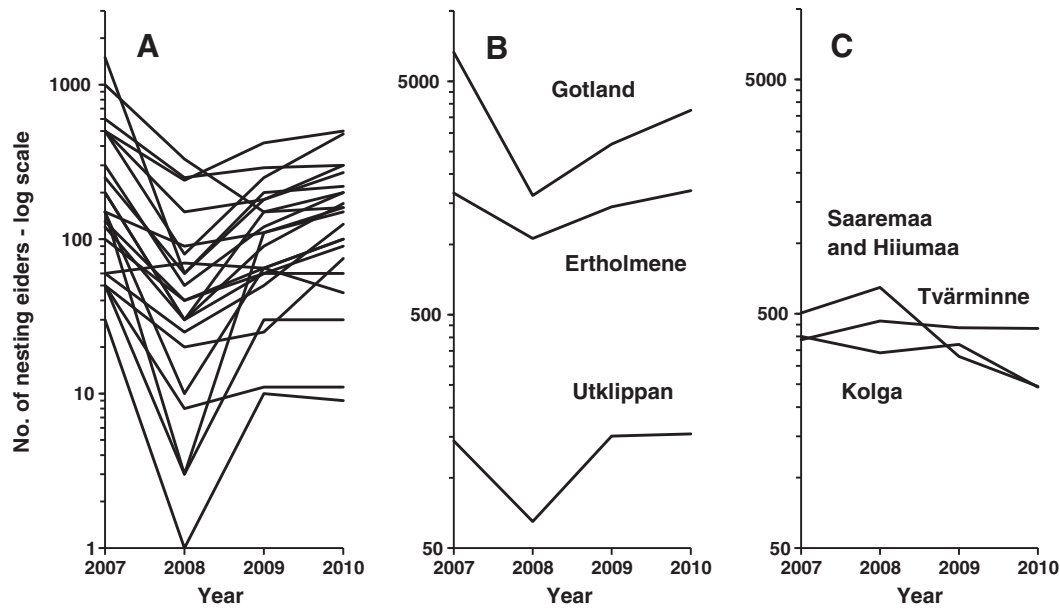 A
B
C
No. of nesting eiders - log scale
1000
100
10
1
2007 2008 2009 2010
Year
5000
500
50
Gotland
Ertholmene
Utklippan
2007 2008 2009 2010
Year
5000
500
50
Saaremaa
and Hiiumaa
Tvärminne
Kolga
2007 2008 2009 2010
Year